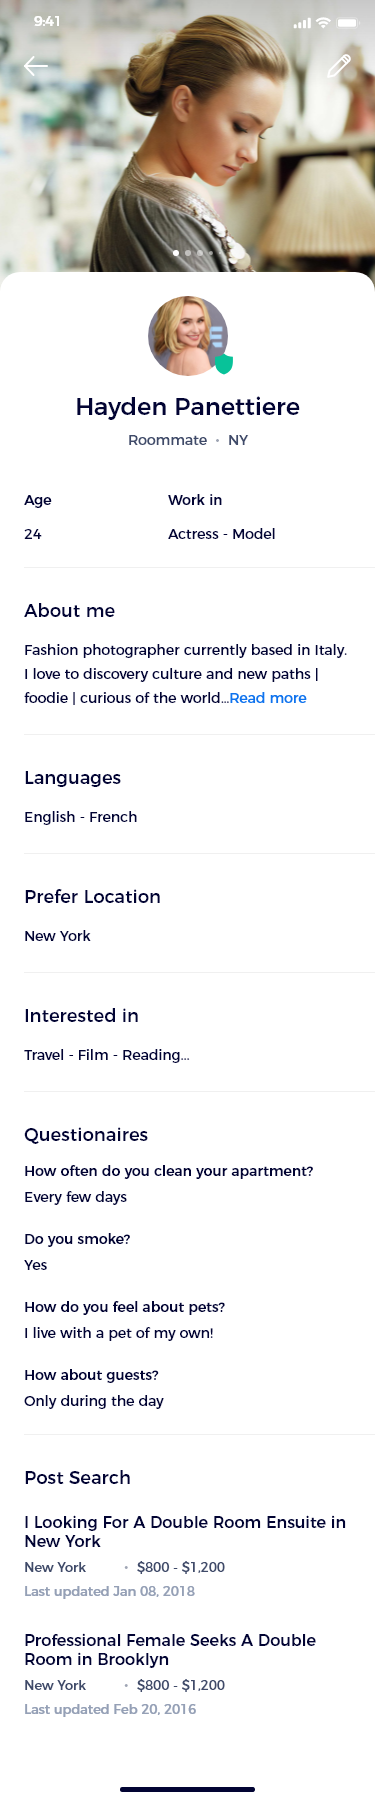 9:41
Hayden Panettiere
Roommate • NY
Age Work in
24 Actress - Model
About me
Fashion photographer currently based in Italy.
I love to discovery culture and new paths |
foodie | curious of the world...Read more
Languages
English - French
Prefer Location
New York
Interested in
Travel - Film - Reading...
Questionaires
How often do you clean your apartment?
Every few days
Do you smoke?
Yes
How do you feel about pets?
I live with a pet of my own!
How about guests?
Only during the day
Post Search
I Looking For A Double Room Ensuite in
New York
New York • $800 - $1,200
Last updated Jan 08, 2018
Professional Female Seeks A Double
Room in Brooklyn
New York • $800 - $1,200
Last updated Feb 20, 2016